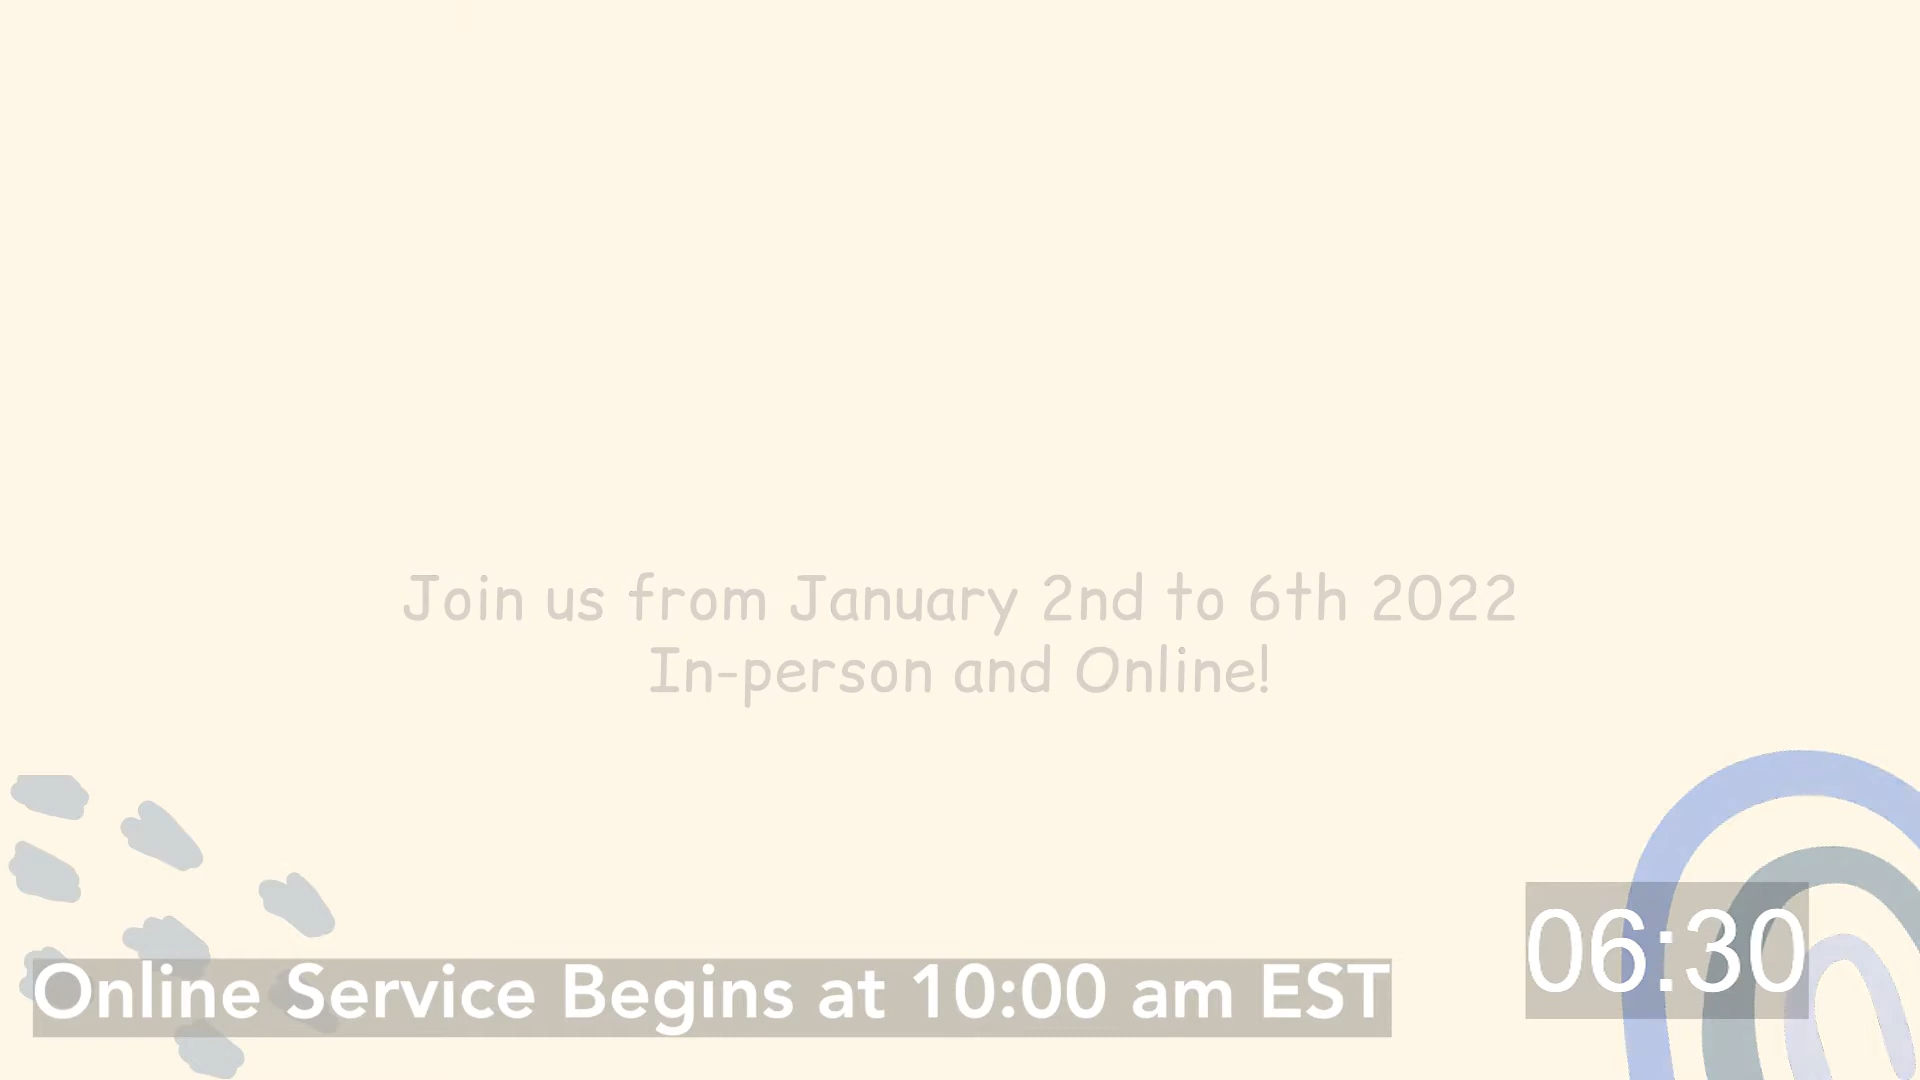 Join us from January 2nd to 6th 2022
In-person and Online!
Online Service Begins at 10:00 am EST
06:30